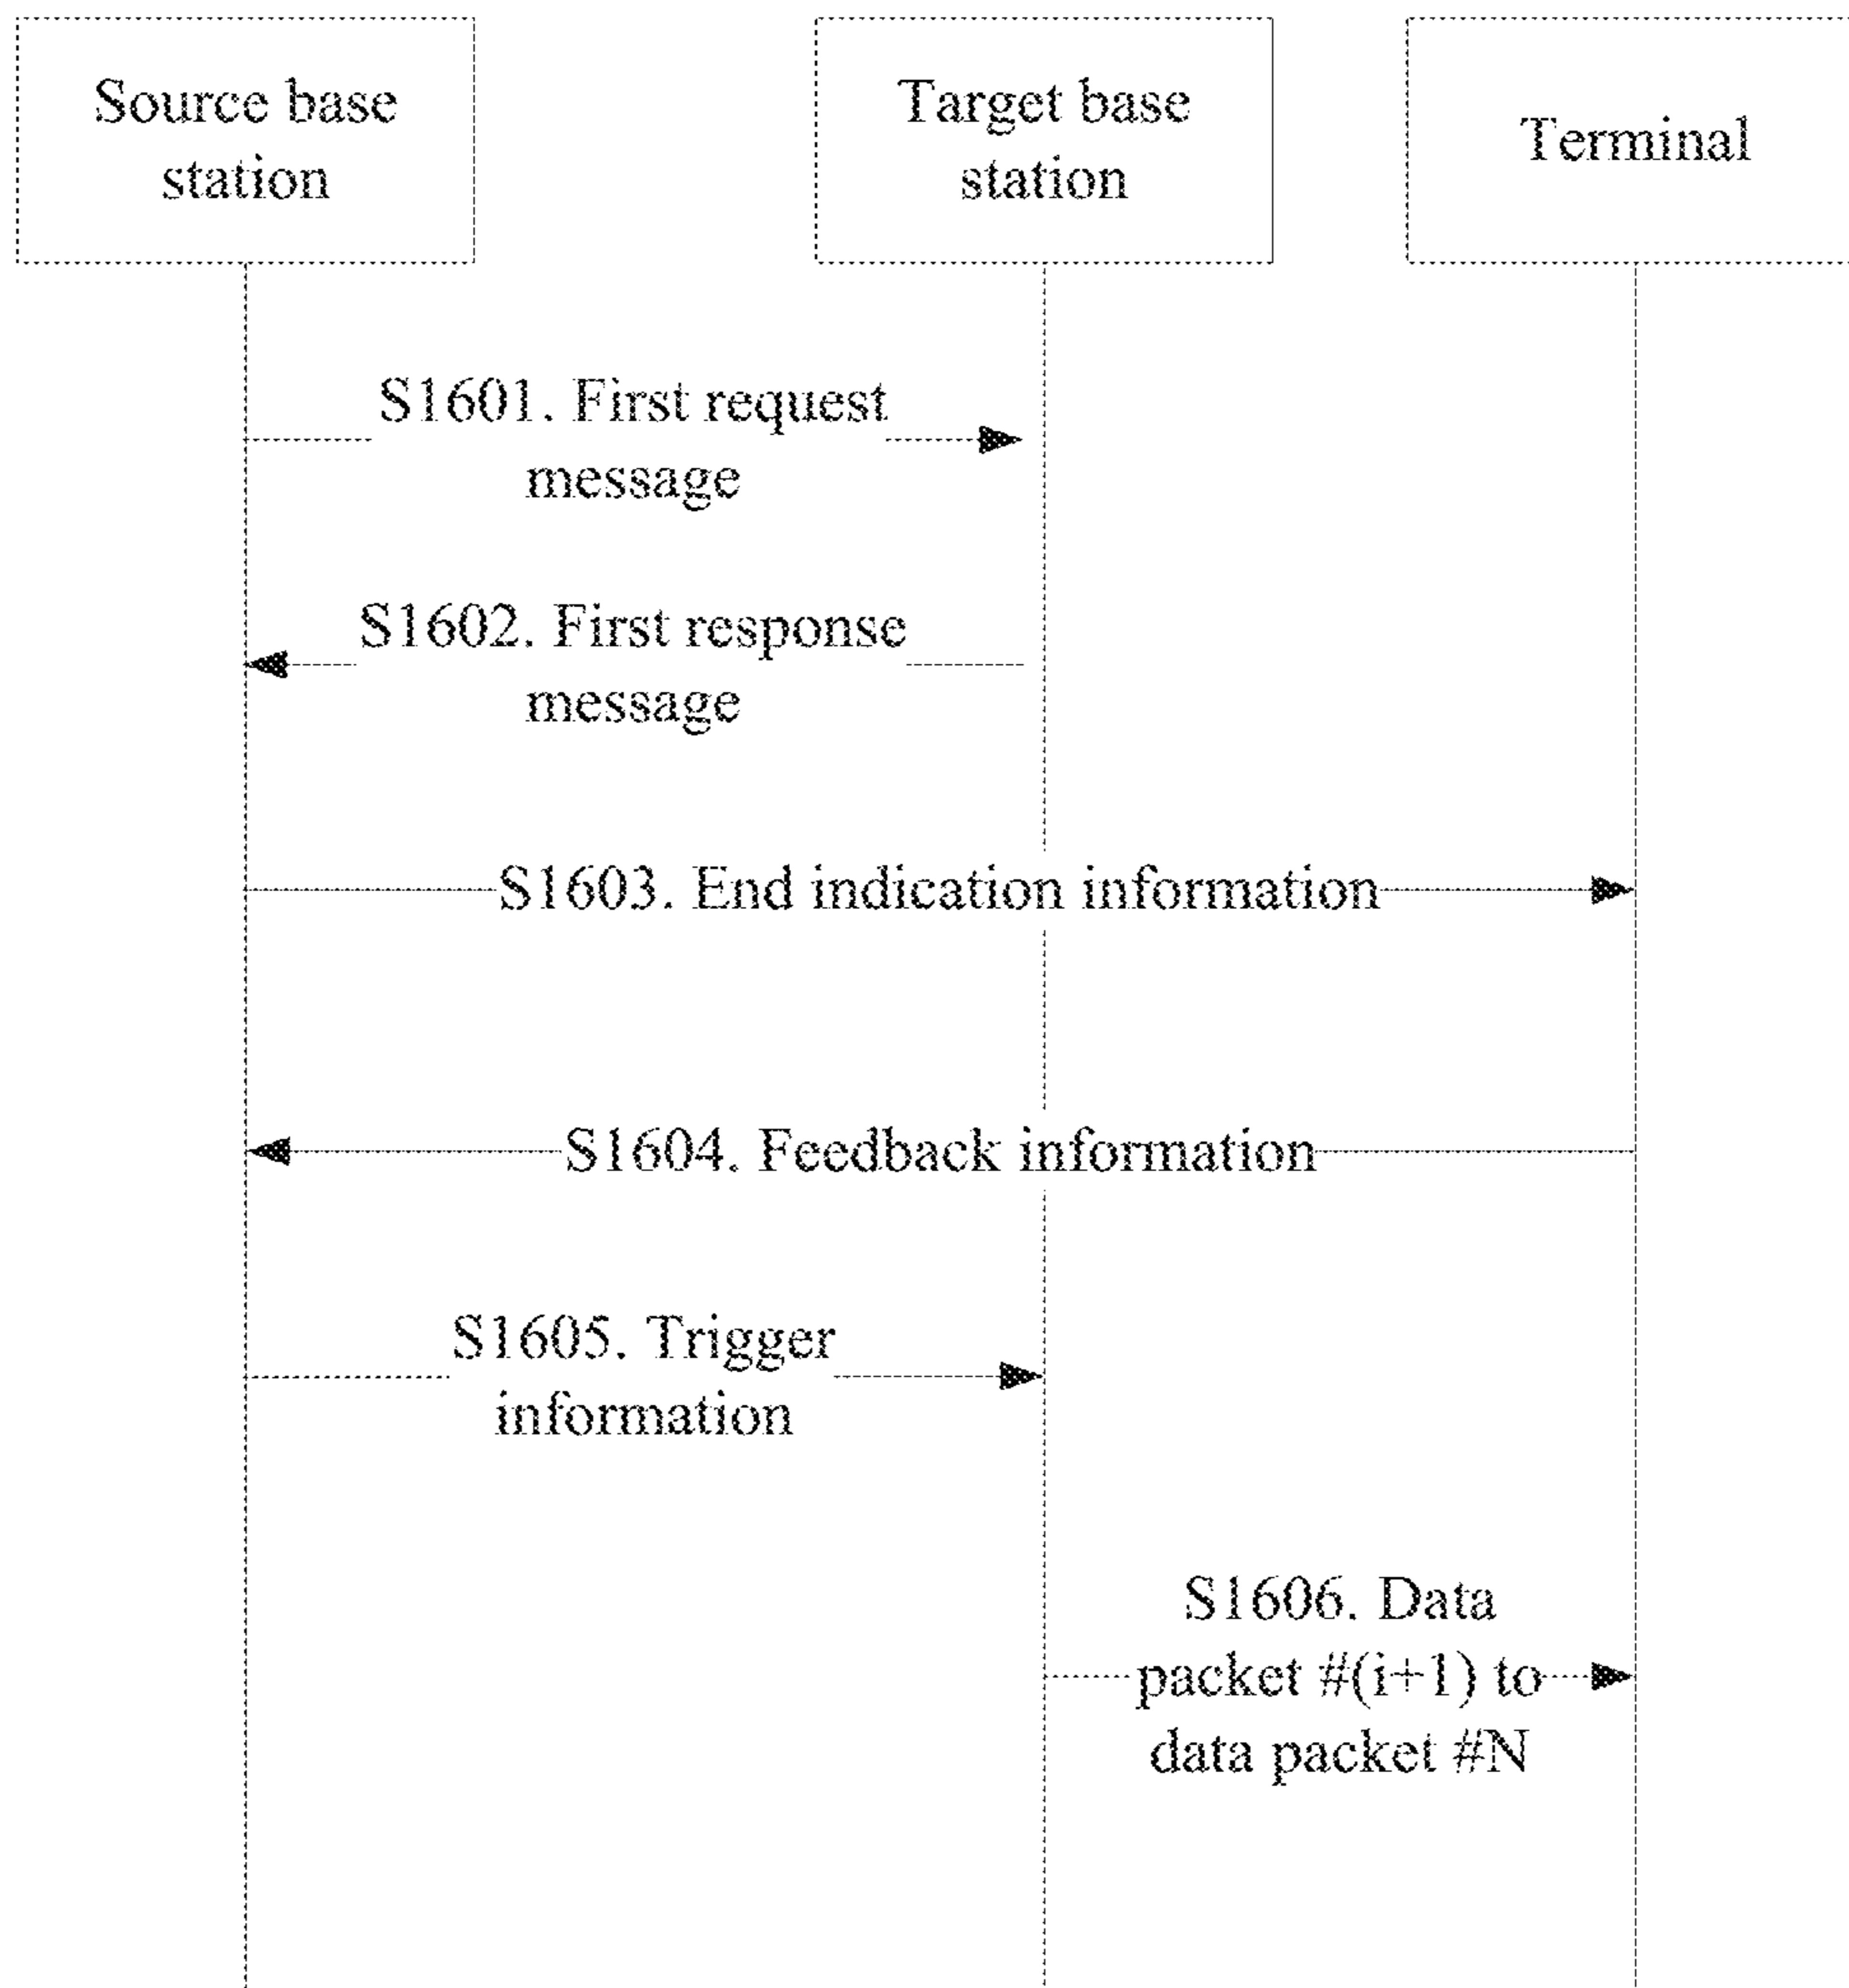 Source base
station
Target base
station
Terminal
S1601. First request
message
S1602. First response
message
S1603. End indication information
S1604. Feedback information
S1605. Trigger
information
S1606. Data
packet #(i+1) to
data packet #N